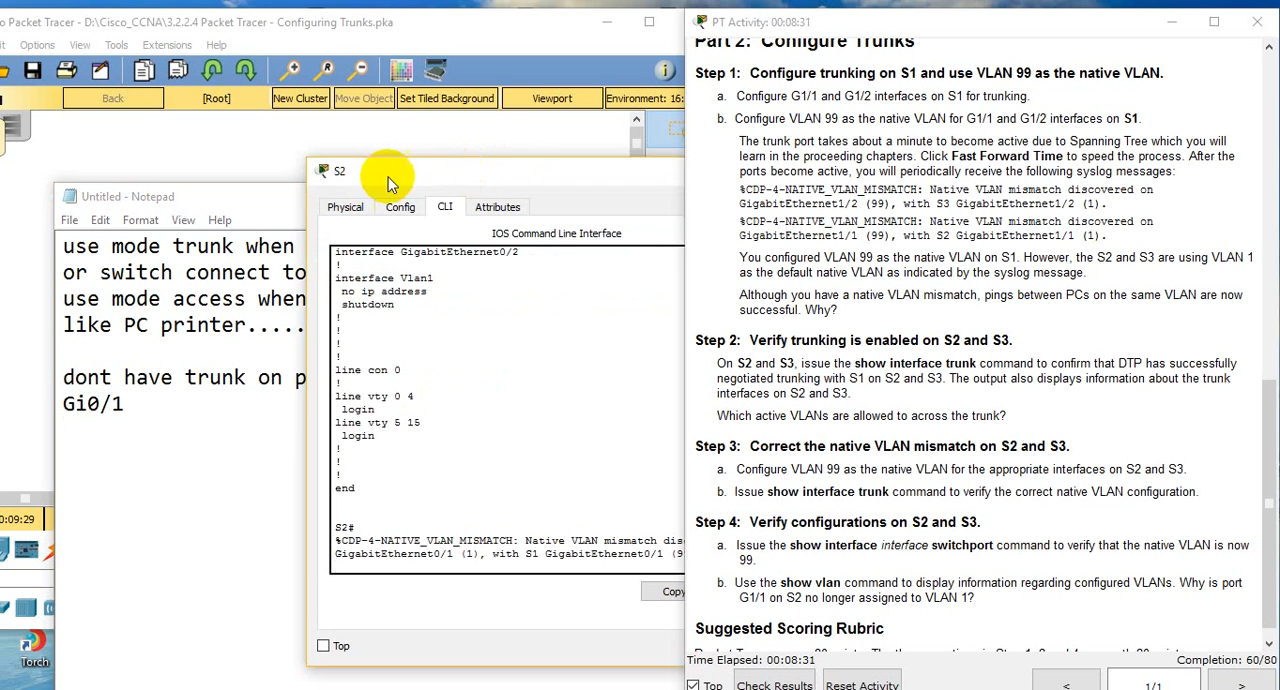 o Packet Tracer - D:\Cisco_CCNA\3.2.2.4 Packet Tracer - Configuring Trunks.pka
it Options View Tools Extensions Help
Back [Root] New Cluster Move Object Set Tiled Background Viewport Environment: 16:
Untitled - Notepad
File Edit Format View Help
use mode trunk when
or switch connect to
use mode access when
like PC printer.....
dont have trunk on p
Gi0/1
0:09:29
Torch
S2
Physical Config CLI Attributes
IOS Command Line Interface
interface GigabitEthernet0/2
!
interface Vlan1
no ip address
shutdown
!
!
!
!
line con 0
!
line vty 0 4
login
line vty 5 15
login
!
!
!
end
S2#
%CDP-4-NATIVE_VLAN_MISMATCH: Native VLAN mismatch disc
GigabitEthernet0/1 (1), with S1 GigabitEthernet0/1 (9
Copy
Top
PT Activity: 00:08:31
Part 2: Configure Trunks
Step 1: Configure trunking on S1 and use VLAN 99 as the native VLAN.
a. Configure G1/1 and G1/2 interfaces on S1 for trunking.
b. Configure VLAN 99 as the native VLAN for G1/1 and G1/2 interfaces on S1.
The trunk port takes about a minute to become active due to Spanning Tree which you will
learn in the proceeding chapters. Click Fast Forward Time to speed the process. After the
ports become active, you will periodically receive the following syslog messages:
%CDP-4-NATIVE_VLAN_MISMATCH: Native VLAN mismatch discovered on
GigabitEthernet1/2 (99), with S3 GigabitEthernet1/2 (1).
%CDP-4-NATIVE_VLAN_MISMATCH: Native VLAN mismatch discovered on
GigabitEthernet1/1 (99), with S2 GigabitEthernet1/1 (1).
You configured VLAN 99 as the native VLAN on S1. However, the S2 and S3 are using VLAN 1
as the default native VLAN as indicated by the syslog message.
Although you have a native VLAN mismatch, pings between PCs on the same VLAN are now
successful. Why?
Step 2: Verify trunking is enabled on S2 and S3.
On S2 and S3, issue the show interface trunk command to confirm that DTP has successfully
negotiated trunking with S1 on S2 and S3. The output also displays information about the trunk
interfaces on S2 and S3.
Which active VLANs are allowed to across the trunk?
Step 3: Correct the native VLAN mismatch on S2 and S3.
a. Configure VLAN 99 as the native VLAN for the appropriate interfaces on S2 and S3.
b. Issue show interface trunk command to verify the correct native VLAN configuration.
Step 4: Verify configurations on S2 and S3.
a. Issue the show interface interface switchport command to verify that the native VLAN is now
99.
b. Use the show vlan command to display information regarding configured VLANs. Why is port
G1/1 on S2 no longer assigned to VLAN 1?
Suggested Scoring Rubric
Time Elapsed: 00:08:31 Completion: 60/80
Top Check Results Reset Activity < 1/1 >